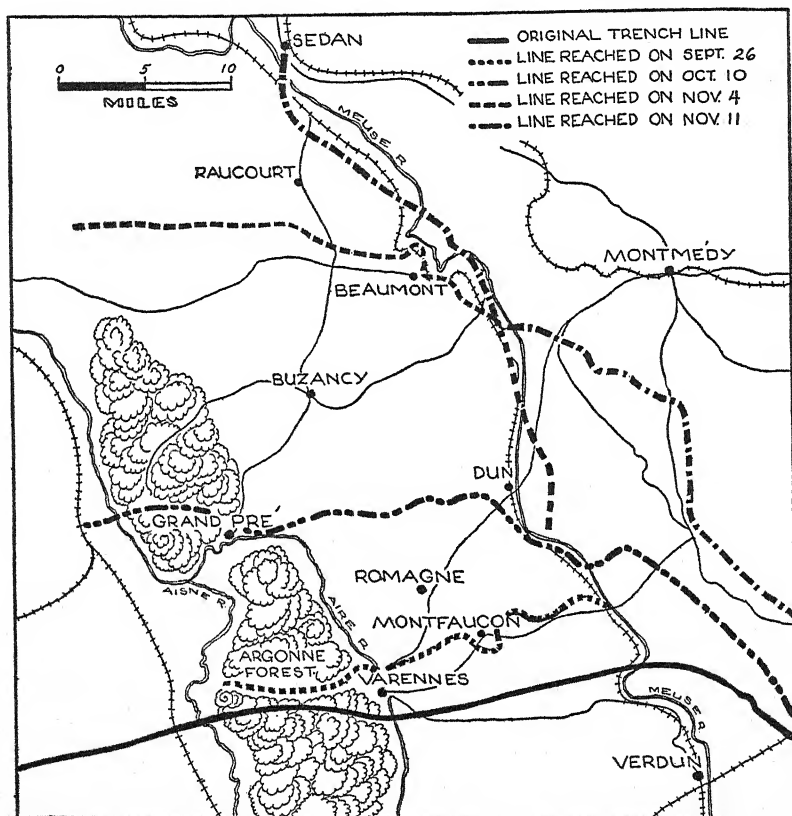 SEDAN
ORIGINAL TRENCH LINE
LINE REACHED ON SEPT. 26
LINE REACHED ON OCT. 10
LINE REACHED ON NOV. 4
LINE REACHED ON NOV. 11
0 5 10
MILES
MEUSE R.
RAUCOURT
MONTMÉDY
BEAUMONT
BUZANCY
DUN
GRAND PRÉ
AISNE R.
AIRE R.
ROMAGNE
MONTFAUCON
ARGONNE
FOREST
VARENNES
MEUSE R.
VERDUN